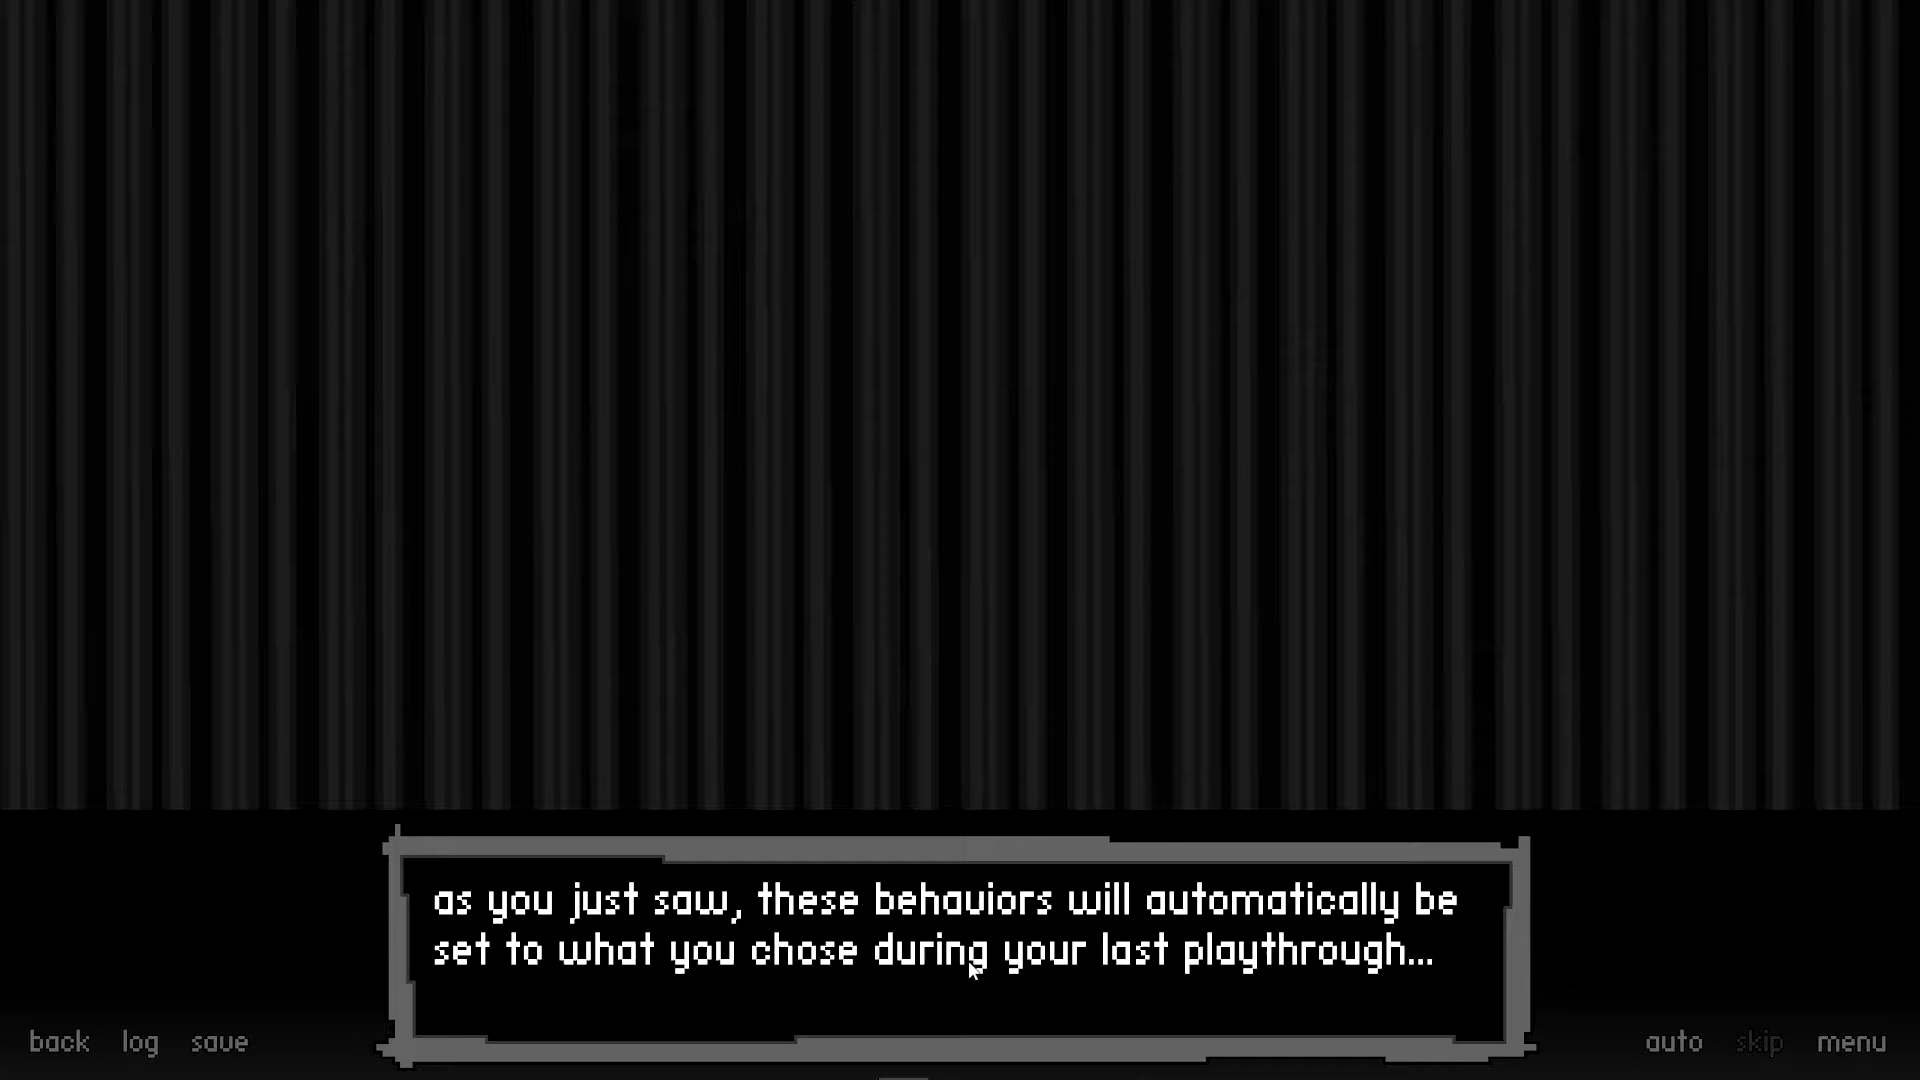 as you just saw, these behaviors will automatically be
set to what you chose during your last playthrough...
back log save
auto skip menu